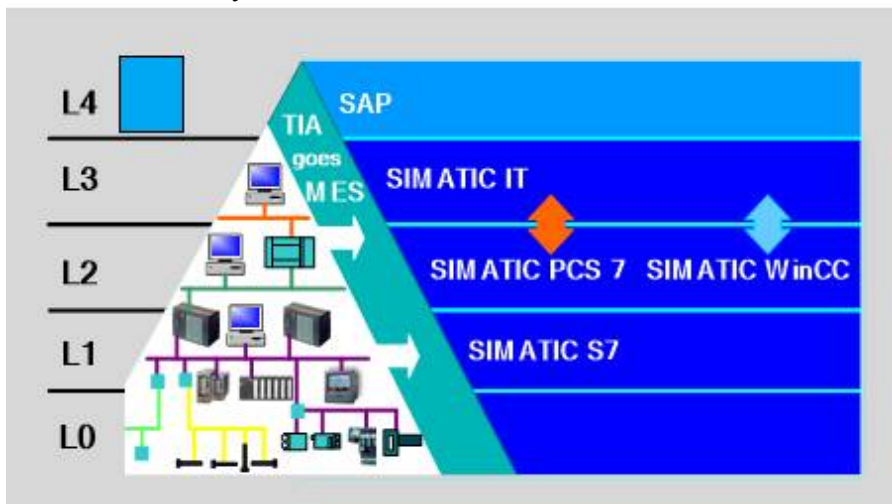 L4
SAP
TIA
goes
MES
L3
SIMATIC IT
L2
SIMATIC PCS 7
SIMATIC WinCC
L1
SIMATIC S7
L0